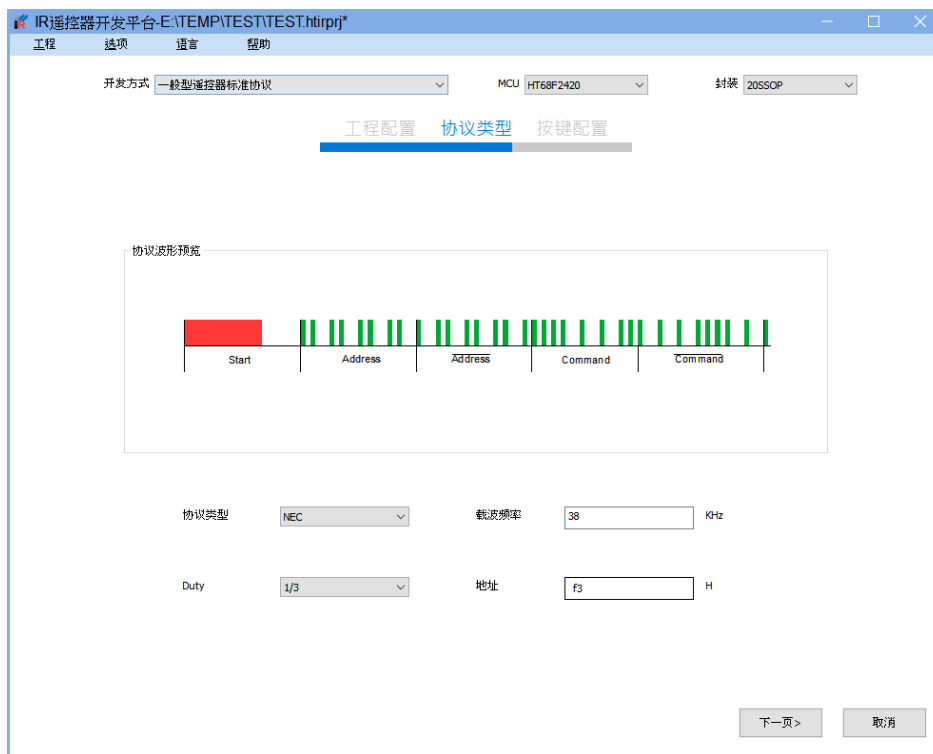 IR遥控器开发平台-E:\TEMP\TEST\TEST.htirprj*
工程 选项 语言 帮助
开发方式 一般型遥控器标准协议 MCU HT68F2420 封装 20SSOP
工程配置 协议类型 按键配置
协议波形预览
Start Address Address Command Command
协议类型 NEC 载波频率 38 KHz
Duty 1/3 地址 f3 H
下一页> 取消